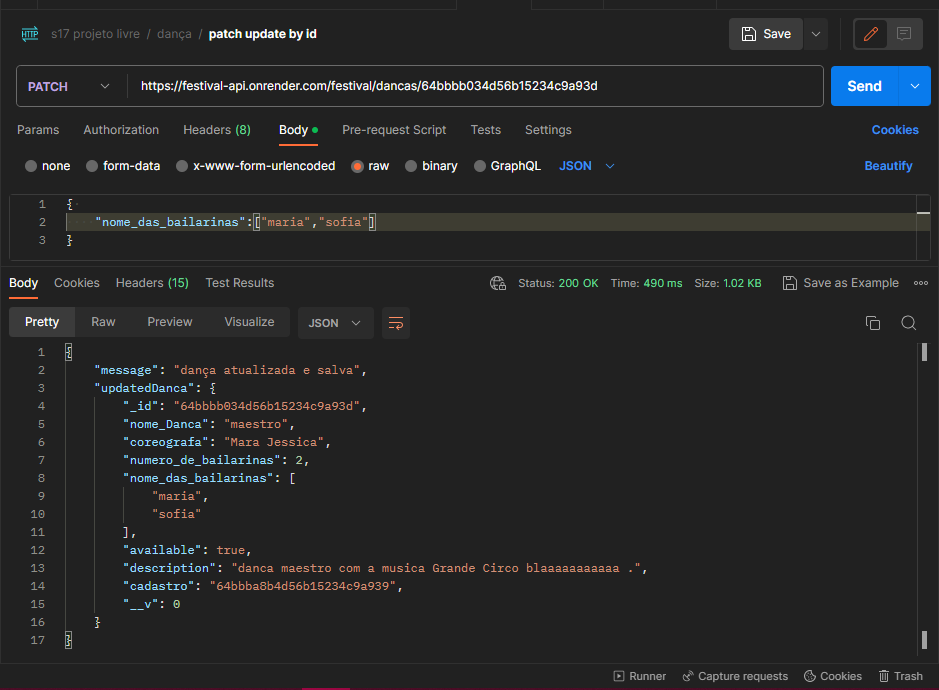 HTTP s17 projeto livre / dança / patch update by id Save
PATCH https://festival-api.onrender.com/festival/dancas/64bbbb034d56b15234c9a93d Send
Params Authorization Headers (8) Body Pre-request Script Tests Settings Cookies
none form-data x-www-form-urlencoded raw binary GraphQL JSON Beautify
1 {
2 "nome_das_bailarinas":["maria","sofia"]
3 }
Body Cookies Headers (15) Test Results Status: 200 OK Time: 490 ms Size: 1.02 KB Save as Example
Pretty Raw Preview Visualize JSON
1 {
2 "message": "dança atualizada e salva",
3 "updatedDanca": {
4 "_id": "64bbbb034d56b15234c9a93d",
5 "nome_Danca": "maestro",
6 "coreografa": "Mara Jessica",
7 "numero_de_bailarinas": 2,
8 "nome_das_bailarinas": [
9 "maria",
10 "sofia"
11 ],
12 "available": true,
13 "description": "danca maestro com a musica Grande Circo blaaaaaaaaaaa .",
14 "cadastro": "64bbba8b4d56b15234c9a939",
15 "__v": 0
16 }
17 }
Runner Capture requests Cookies Trash